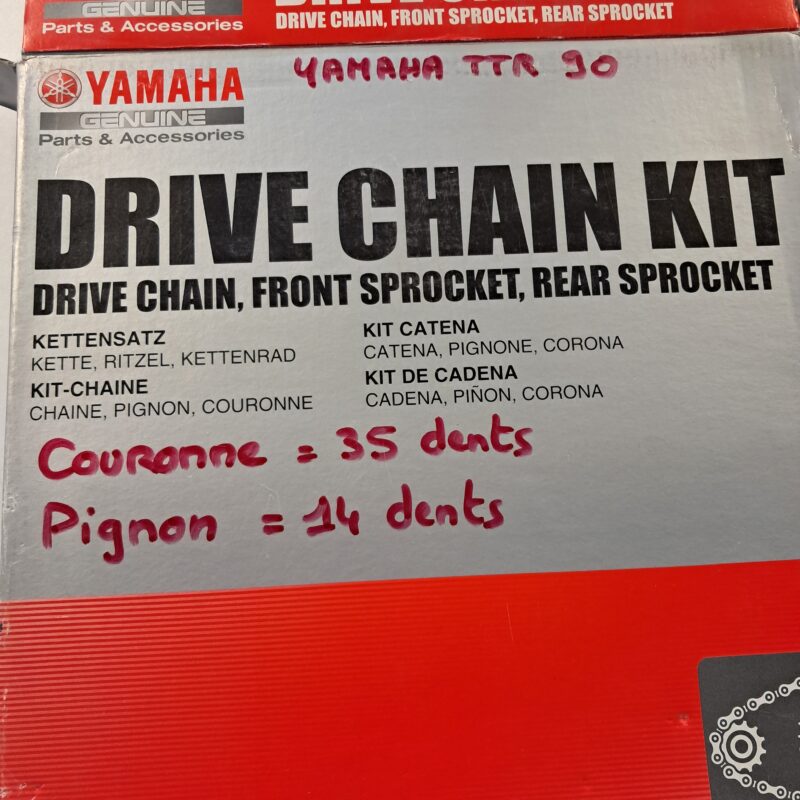 GENUINE
Parts & Accessories
DRIVE CHAIN, FRONT SPROCKET, REAR SPROCKET
YAMAHA
GENUINE
Parts & Accessories
YAMAHA TTR 90
DRIVE CHAIN KIT
DRIVE CHAIN, FRONT SPROCKET, REAR SPROCKET
KETTENSATZ
KETTE, RITZEL, KETTENRAD
KIT-CHAINE
CHAINE, PIGNON, COURONNE
KIT CATENA
CATENA, PIGNONE, CORONA
KIT DE CADENA
CADENA, PIÑON, CORONA
Couronne = 35 dents
Pignon = 14 dents